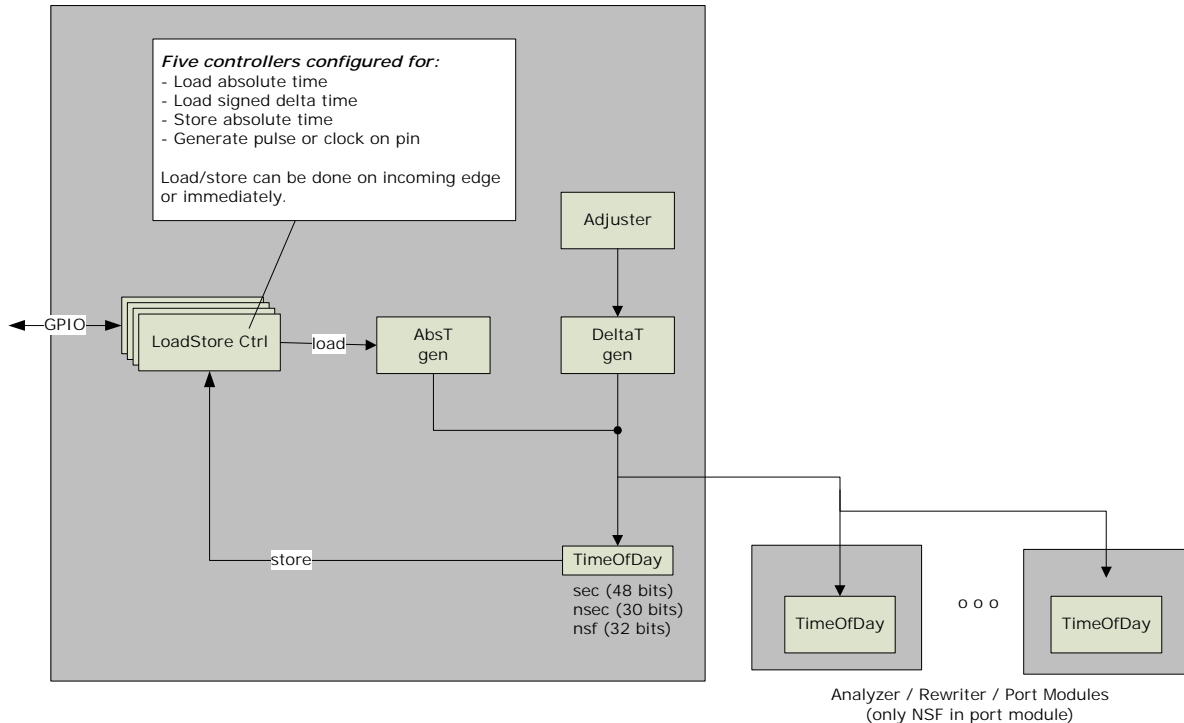 Five controllers configured for:
- Load absolute time
- Load signed delta time
- Store absolute time
- Generate pulse or clock on pin
Load/store can be done on incoming edge
or immediately.
Adjuster
GPIO
LoadStore Ctrl
load
AbsT
gen
DeltaT
gen
store
TimeOfDay
sec (48 bits)
nsec (30 bits)
nsf (32 bits)
TimeOfDay
o o o
TimeOfDay
Analyzer / Rewriter / Port Modules
(only NSF in port module)